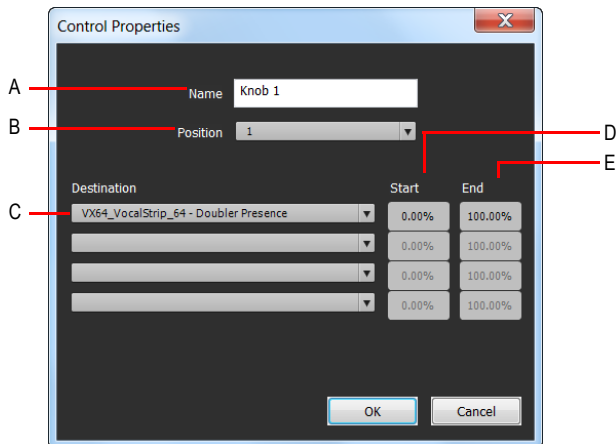 Control Properties
X
A
Name
Knob 1
B
Position
1
D
E
Destination
Start
End
C
VX64_VocalStrip_64 - Doubler Presence
0.00%
100.00%
0.00%
100.00%
0.00%
100.00%
0.00%
100.00%
OK
Cancel